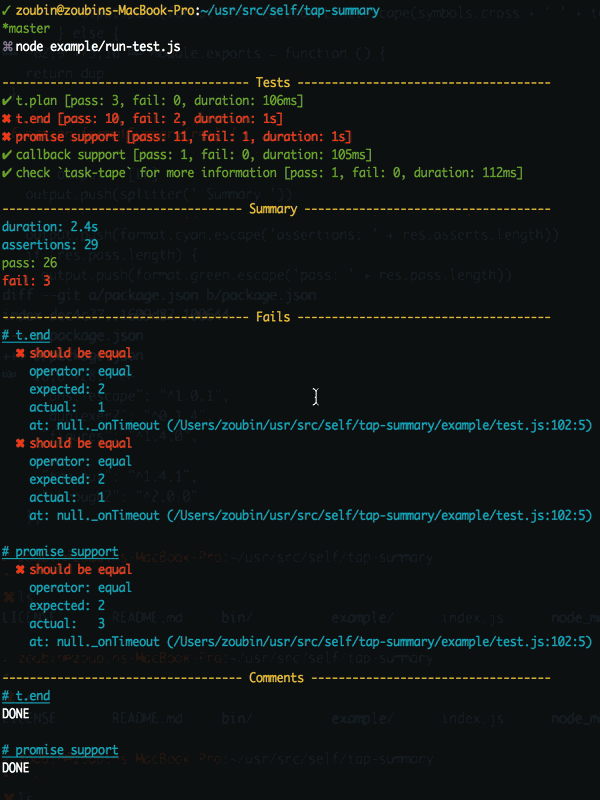 ✓ zoubin@zoubins-MacBook-Pro:~/usr/src/self/tap-summary
*master
⌘ node example/run-test.js
------------------------------- Tests -------------------------------
✔ t.plan [pass: 3, fail: 0, duration: 106ms]
✖ t.end [pass: 10, fail: 2, duration: 1s]
✖ promise support [pass: 11, fail: 1, duration: 1s]
✔ callback support [pass: 1, fail: 0, duration: 105ms]
✔ check `task-tape` for more information [pass: 1, fail: 0, duration: 112ms]
------------------------------ Summary ------------------------------
duration: 2.4s
assertions: 29
pass: 26
fail: 3
------------------------------- Fails -------------------------------
# t.end
✖ should be equal
operator: equal
expected: 2
actual: 1
at: null._onTimeout (/Users/zoubin/usr/src/self/tap-summary/example/test.js:102:5)
✖ should be equal
operator: equal
expected: 2
actual: 1
at: null._onTimeout (/Users/zoubin/usr/src/self/tap-summary/example/test.js:102:5)
# promise support
✖ should be equal
operator: equal
expected: 2
actual: 3
at: null._onTimeout (/Users/zoubin/usr/src/self/tap-summary/example/test.js:102:5)
------------------------------ Comments ------------------------------
# t.end
DONE
# promise support
DONE